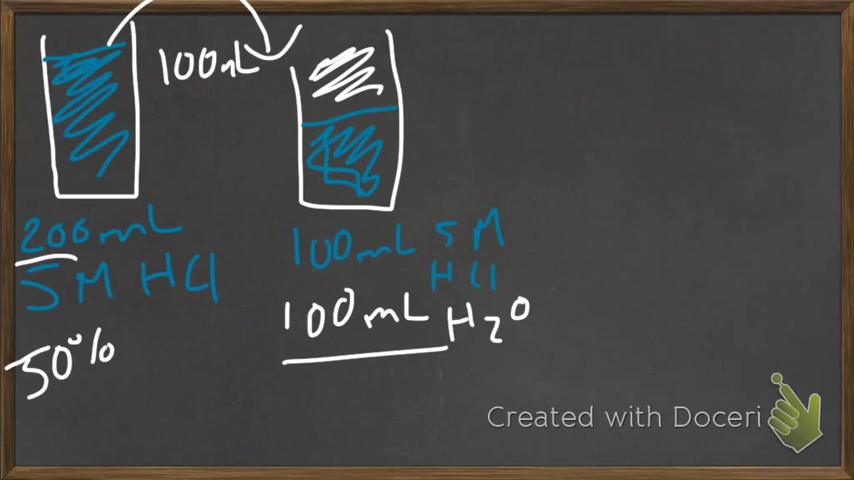 100mL
200mL
5M HCl
50%
100mL 5M
HCl
100mL H2O
Created with Doceri